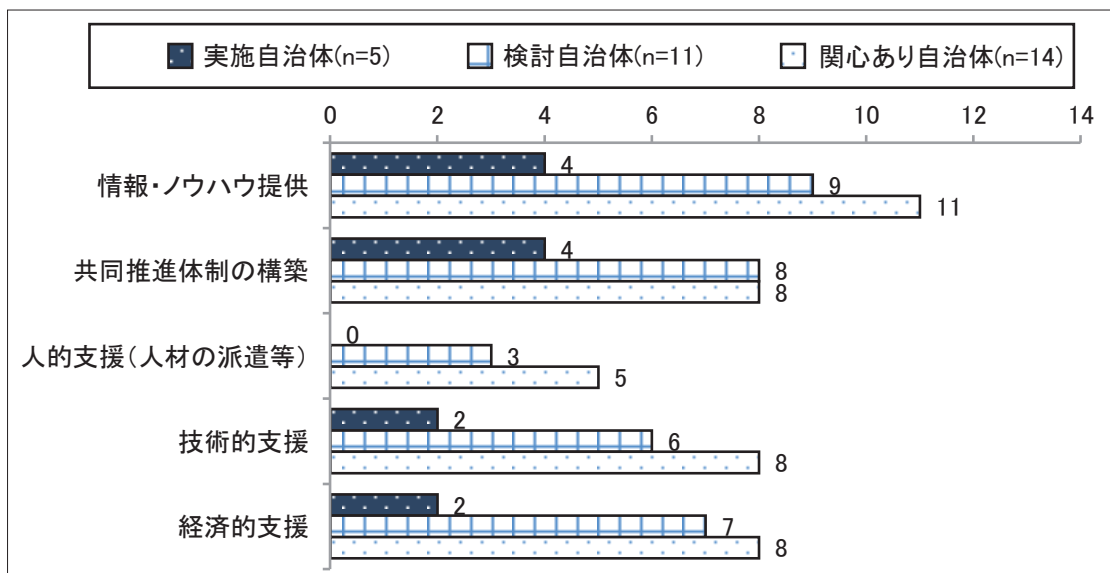 実施自治体(n=5) 検討自治体(n=11) 関心あり自治体(n=14)
0 2 4 6 8 10 12 14
情報・ノウハウ提供
4
9
11
共同推進体制の構築
4
8
8
人的支援(人材の派遣等)
0
3
5
技術的支援
2
6
8
経済的支援
2
7
8